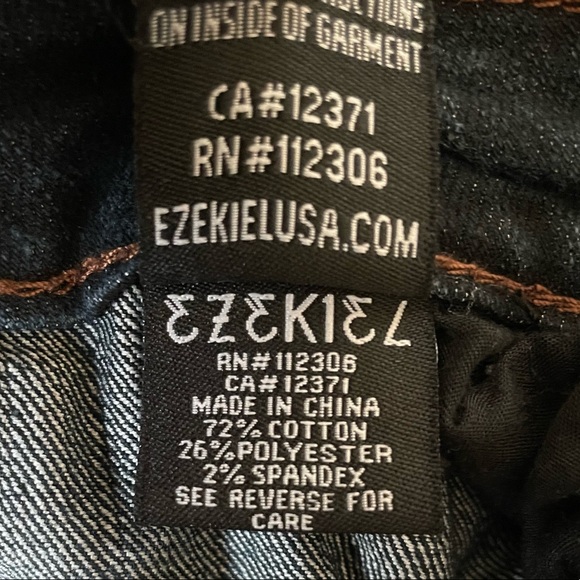 ON INSIDE OF GARMENT
CA#12371
RN#112306
EZEKIELUSA.COM
EZEKIEL
RN#112306
CA#12371
MADE IN CHINA
72% COTTON
26%POLYESTER
2% SPANDEX
SEE REVERSE FOR
CARE